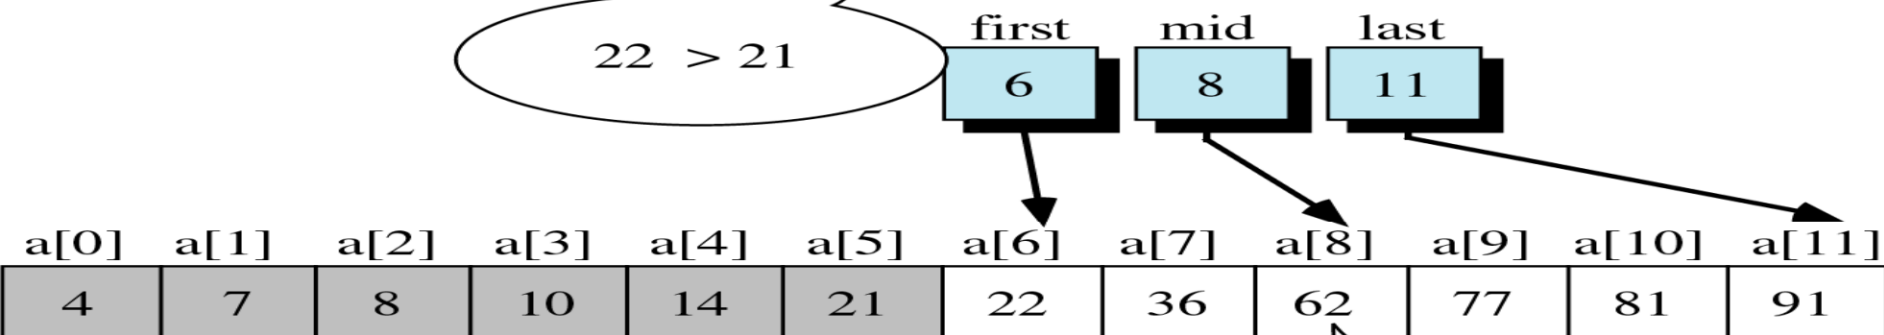 22 > 21
first mid last
6 8 11
a[0] a[1] a[2] a[3] a[4] a[5] a[6] a[7] a[8] a[9] a[10] a[11]
4 7 8 10 14 21 22 36 62 77 81 91